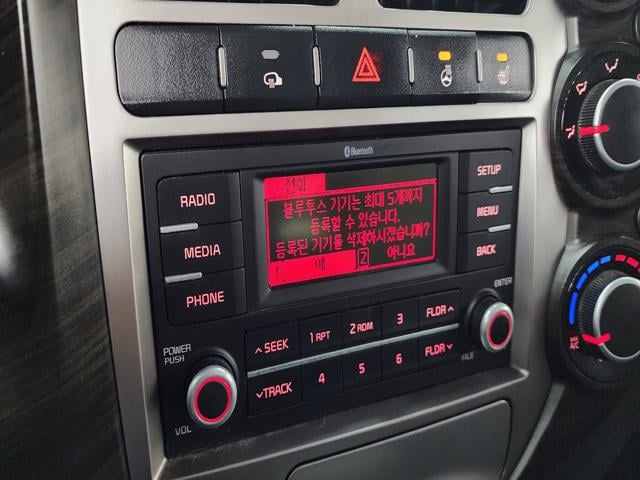 Bluetooth
RADIO
MEDIA
PHONE
전화
블루투스 기기는 최대 5개까지
등록할 수 있습니다.
등록된 기기를 삭제하시겠습니까?
1 예 2 아니요
SETUP
MENU
BACK
POWER
PUSH
VOL
∧ SEEK 1 RPT 2 RDM 3 FLDR ∧
∨TRACK 4 5 6 FLDR ∨
ENTER
FILE